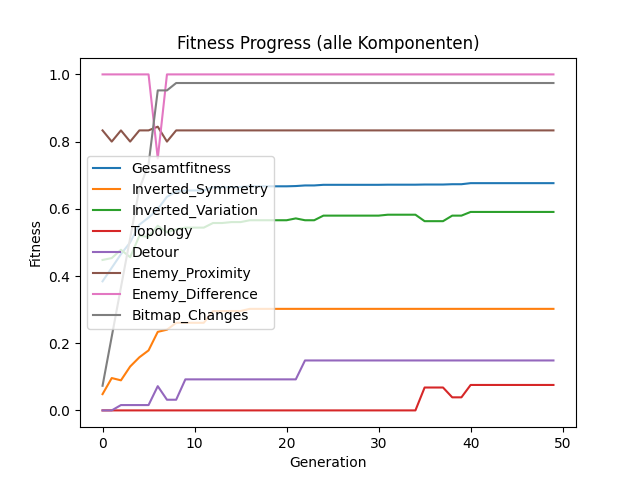 Fitness Progress (alle Komponenten)
Fitness
1.0
0.8
0.6
0.4
0.2
0.0
Gesamtfitness
Inverted_Symmetry
Inverted_Variation
Topology
Detour
Enemy_Proximity
Enemy_Difference
Bitmap_Changes
0 10 20 30 40 50
Generation